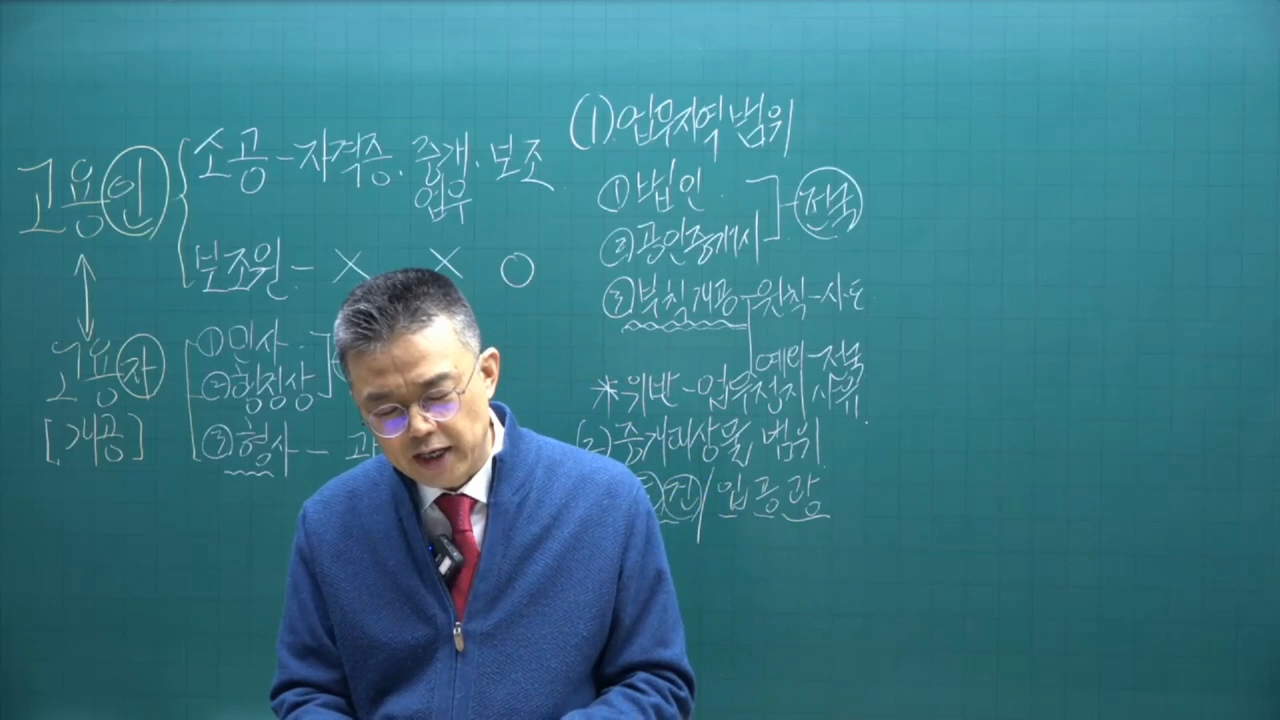 고용인
소공-자격증. 중개. 보조
업무
보조원- X X O
고용자
[개공]
①민사
②행정상
③형사-
(1) 업무지역 범위
①법인
②공인중개사
전국
③부칙개공-원칙-시·도
예외-전국
*위반-업무정지사유.
중개대상물 범위
건/입공광